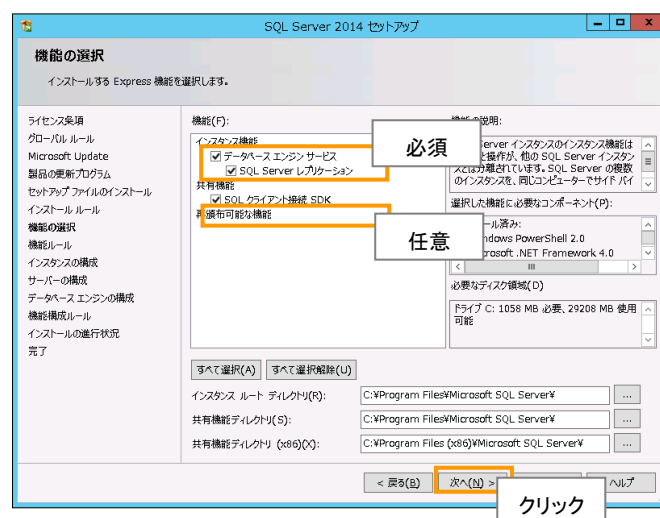 SQL Server 2014 セットアップ
機能の選択
インストールする Express 機能を選択します。
ライセンス条項
グローバル ルール
Microsoft Update
製品の更新プログラム
セットアップ ファイルのインストール
インストール ルール
機能の選択
機能ルール
インスタンスの構成
サーバーの構成
データベース エンジンの構成
機能構成ルール
インストールの進行状況
完了
機能(F):
インスタンス機能
データベース エンジン サービス
SQL Server レプリケーション
共有機能
SQL クライアント接続 SDK
再頒布可能な機能
必須
任意
の説明:
erver インスタンスのインスタンス機能は
と操作が、他の SQL Server インスタン
スとは分離されています。SQL Server の複数
のインスタンスを、同じコンピューターでサイド バイ
選択した機能に必要なコンポーネント(P):
ール済み:
ndows PowerShell 2.0
rosoft .NET Framework 4.0
必要なディスク領域(D)
ドライブ C: 1058 MB 必要、29208 MB 使用
可能
すべて選択(A) すべて選択解除(U)
インスタンス ルート ディレクトリ(R): C:¥Program Files¥Microsoft SQL Server¥ ...
共有機能ディレクトリ(S): C:¥Program Files¥Microsoft SQL Server¥ ...
共有機能ディレクトリ (x86)(X): C:¥Program Files (x86)¥Microsoft SQL Server¥ ...
< 戻る(B) 次へ(N) > ヘルプ
クリック